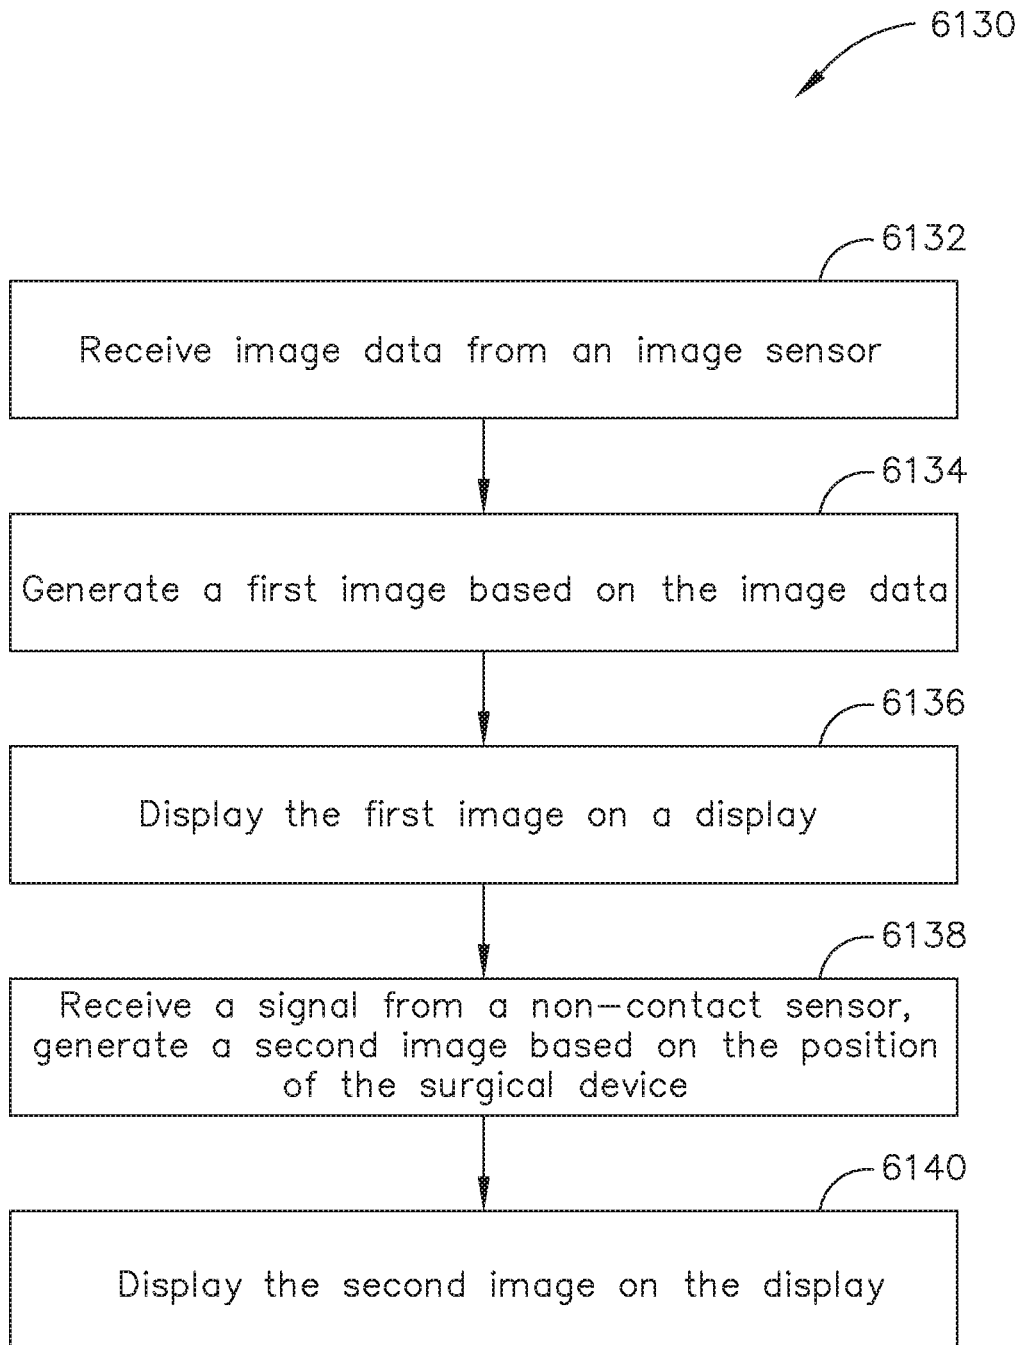 6130
6132
Receive image data from an image sensor
6134
Generate a first image based on the image data
6136
Display the first image on a display
6138
Receive a signal from a non-contact sensor,
generate a second image based on the position
of the surgical device
6140
Display the second image on the display